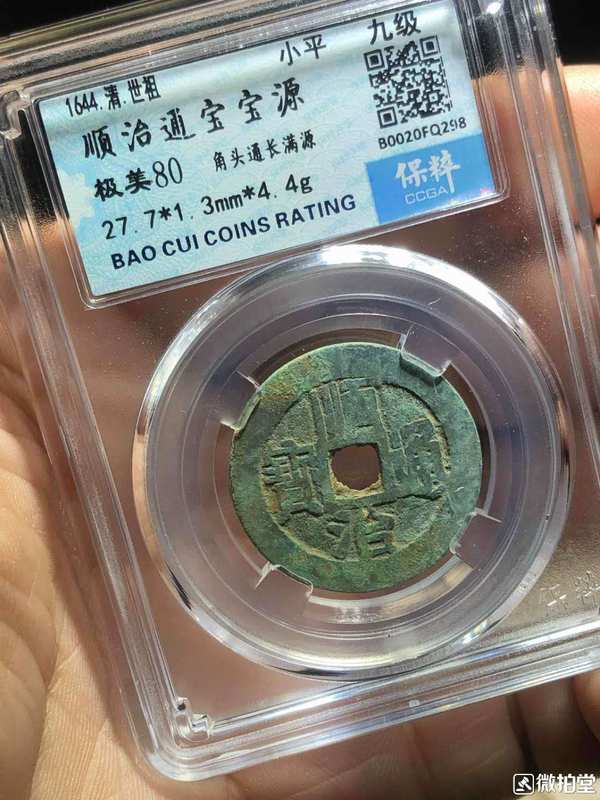 1644.清.世祖 小平 九级
顺治通宝宝源
B0020FQ298
极美80 角头通长满源
保粹
CCGA
27.7*1.3mm*4.4g
BAO CUI COINS RATING
順
寶 通
治
微拍堂